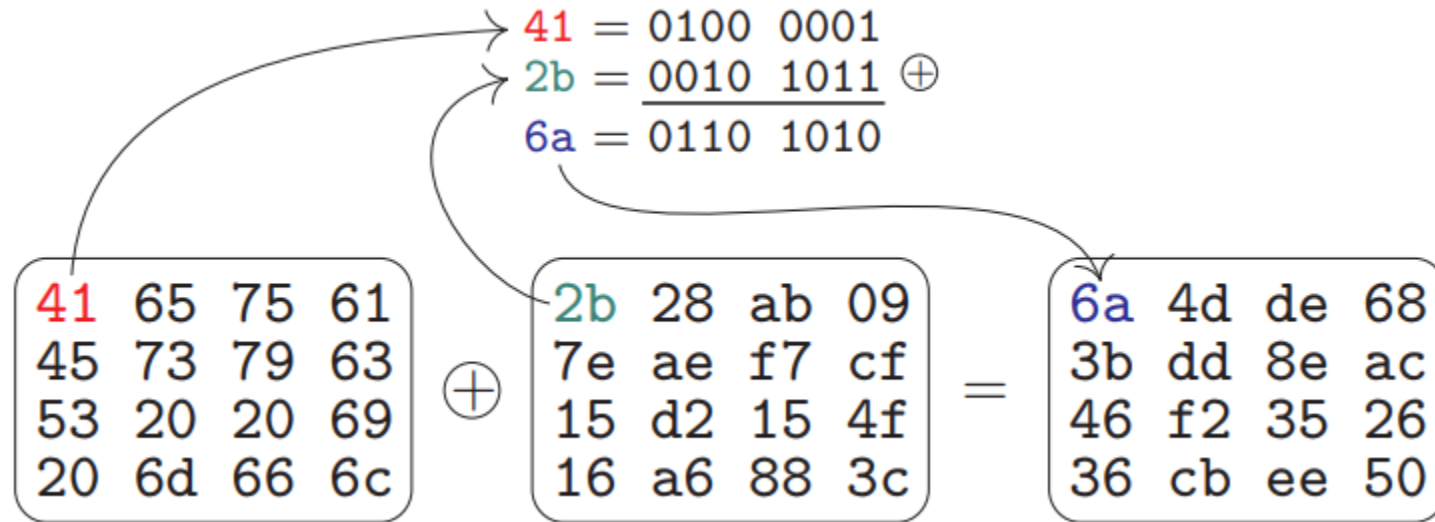 41 = 0100 0001
2b = 0010 1011 ⊕
6a = 0110 1010
41 65 75 61 2b 28 ab 09 6a 4d de 68
45 73 79 63 7e ae f7 cf 3b dd 8e ac
⊕ =
53 20 20 69 15 d2 15 4f 46 f2 35 26
20 6d 66 6c 16 a6 88 3c 36 cb ee 50